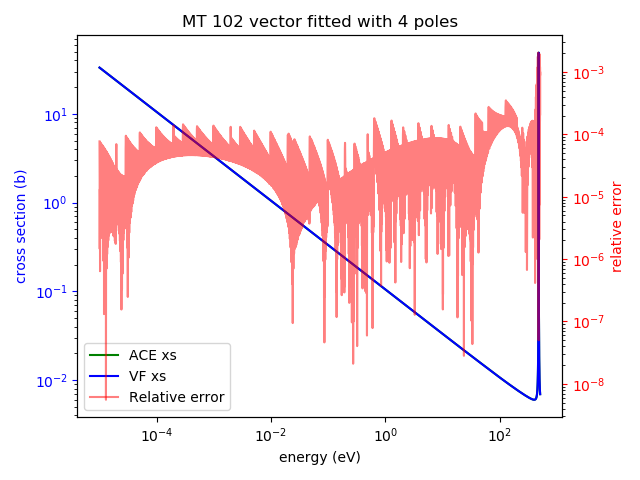 MT 102 vector fitted with 4 poles
cross section (b)
10¹
10⁰
10⁻¹
10⁻²
10⁻³
10⁻⁴
10⁻⁵
10⁻⁶
10⁻⁷
10⁻⁸
relative error
ACE xs
VF xs
Relative error
10⁻⁴ 10⁻² 10⁰ 10²
energy (eV)